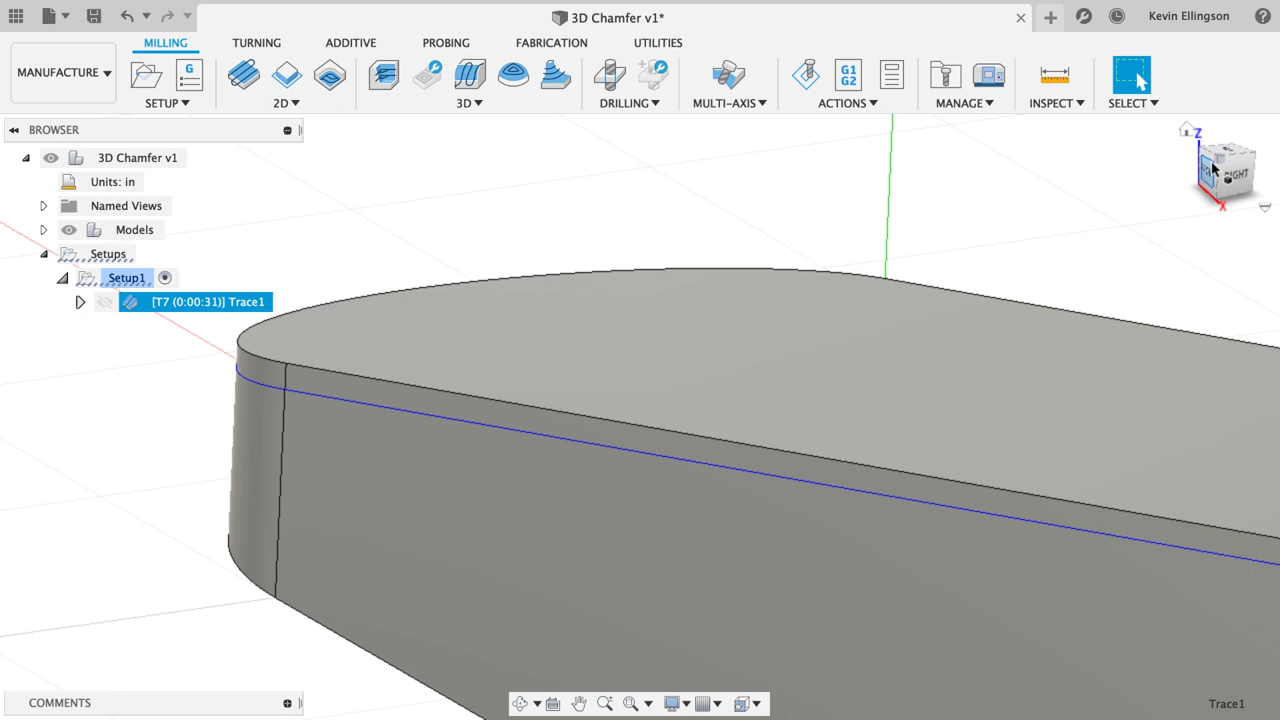 3D Chamfer v1*
Kevin Ellingson
MANUFACTURE
MILLING TURNING ADDITIVE PROBING FABRICATION UTILITIES
G
G1
G2
SETUP 2D 3D DRILLING MULTI-AXIS ACTIONS MANAGE INSPECT SELECT
BROWSER
3D Chamfer v1
Units: in
Named Views
Models
Setups
Setup1
[T7 (0:00:31)] Trace1
Z
RIGHT
X
COMMENTS
Trace1